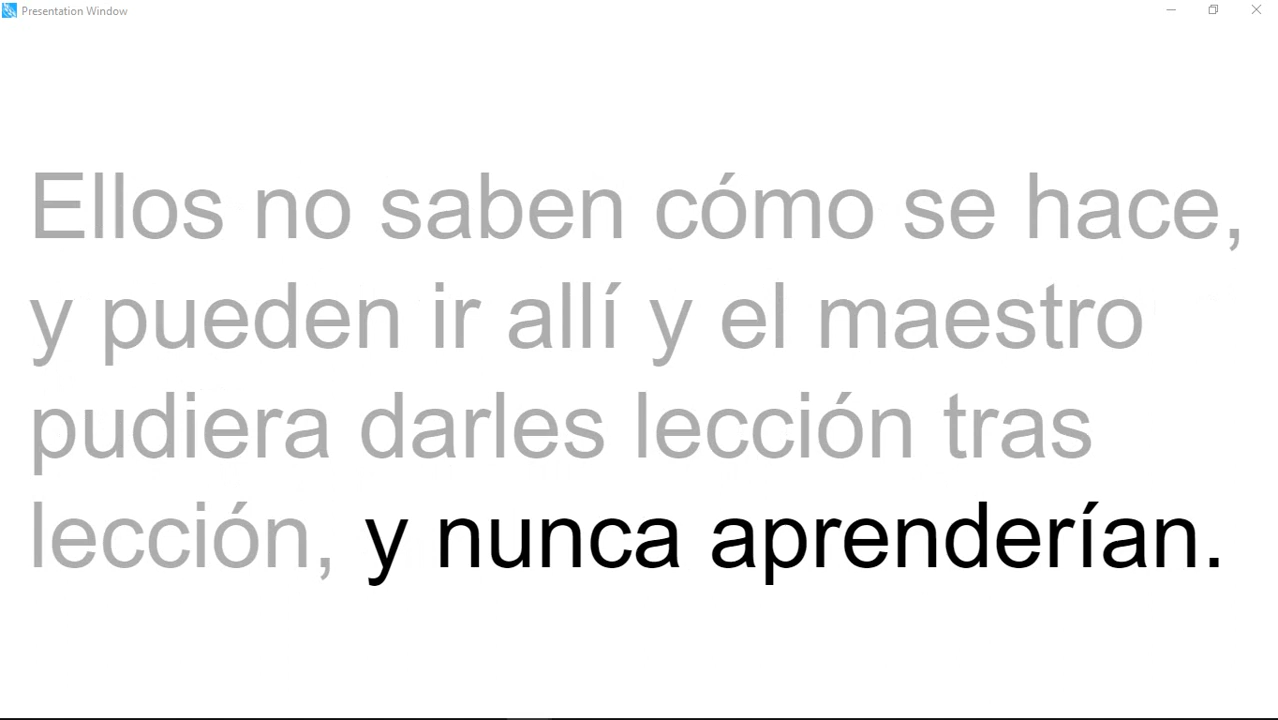 Presentation Window
Ellos no saben cómo se hace,
y pueden ir allí y el maestro
pudiera darles lección tras
lección, y nunca aprenderían.